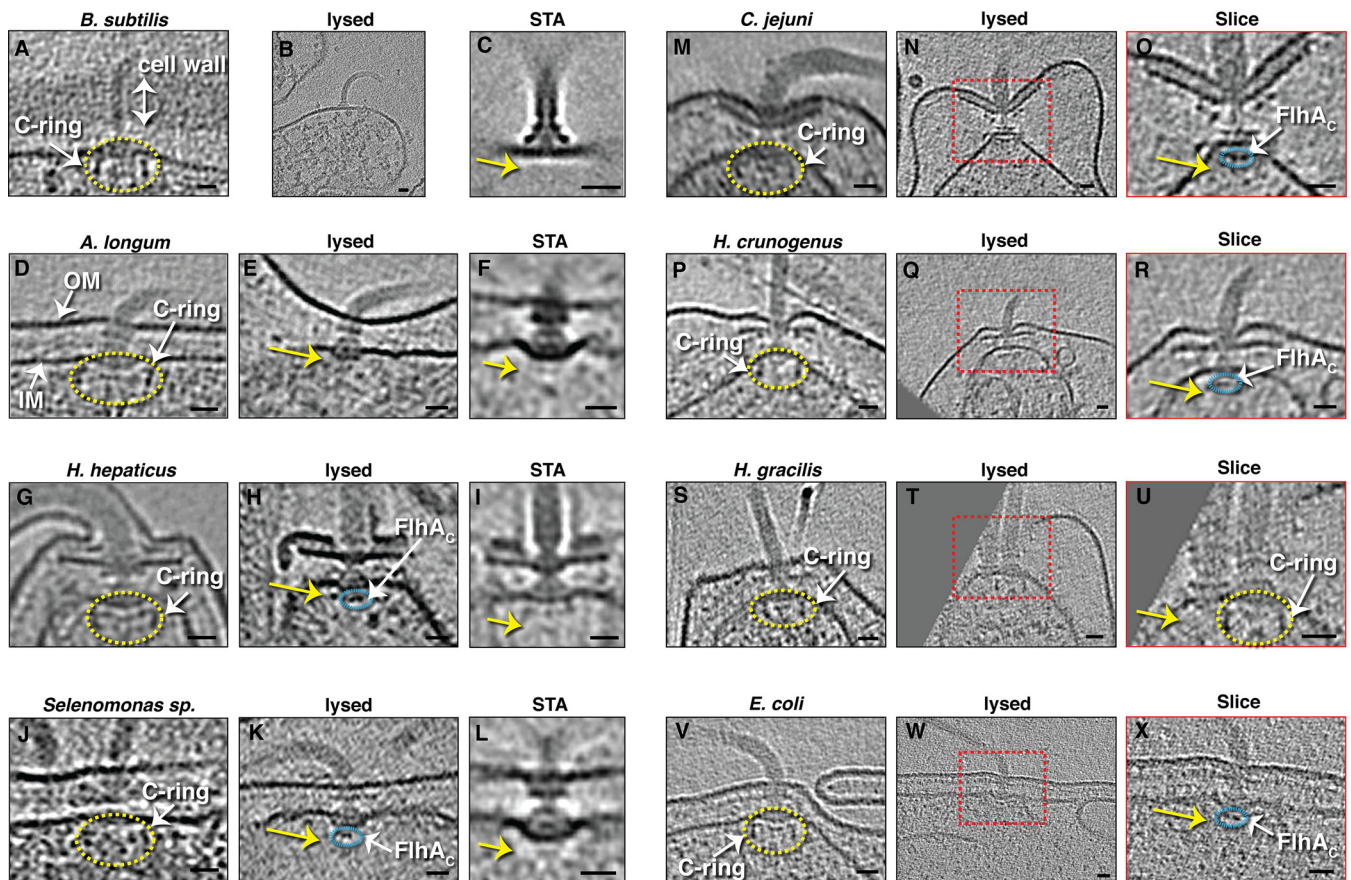 B. subtilis
lysed
STA
C. jejuni
lysed
Slice
A
cell wall
C-ring
B
C
M
C-ring
N
O
FlhAC
A. longum
lysed
STA
H. crunogenus
lysed
Slice
D
OM
C-ring
IM
E
F
P
C-ring
Q
R
FlhAC
H. hepaticus
lysed
STA
H. gracilis
lysed
Slice
G
C-ring
H
FlhAC
I
S
C-ring
T
U
C-ring
Selenomonas sp.
lysed
STA
E. coli
lysed
Slice
J
C-ring
K
FlhAC
L
V
C-ring
W
X
FlhAC